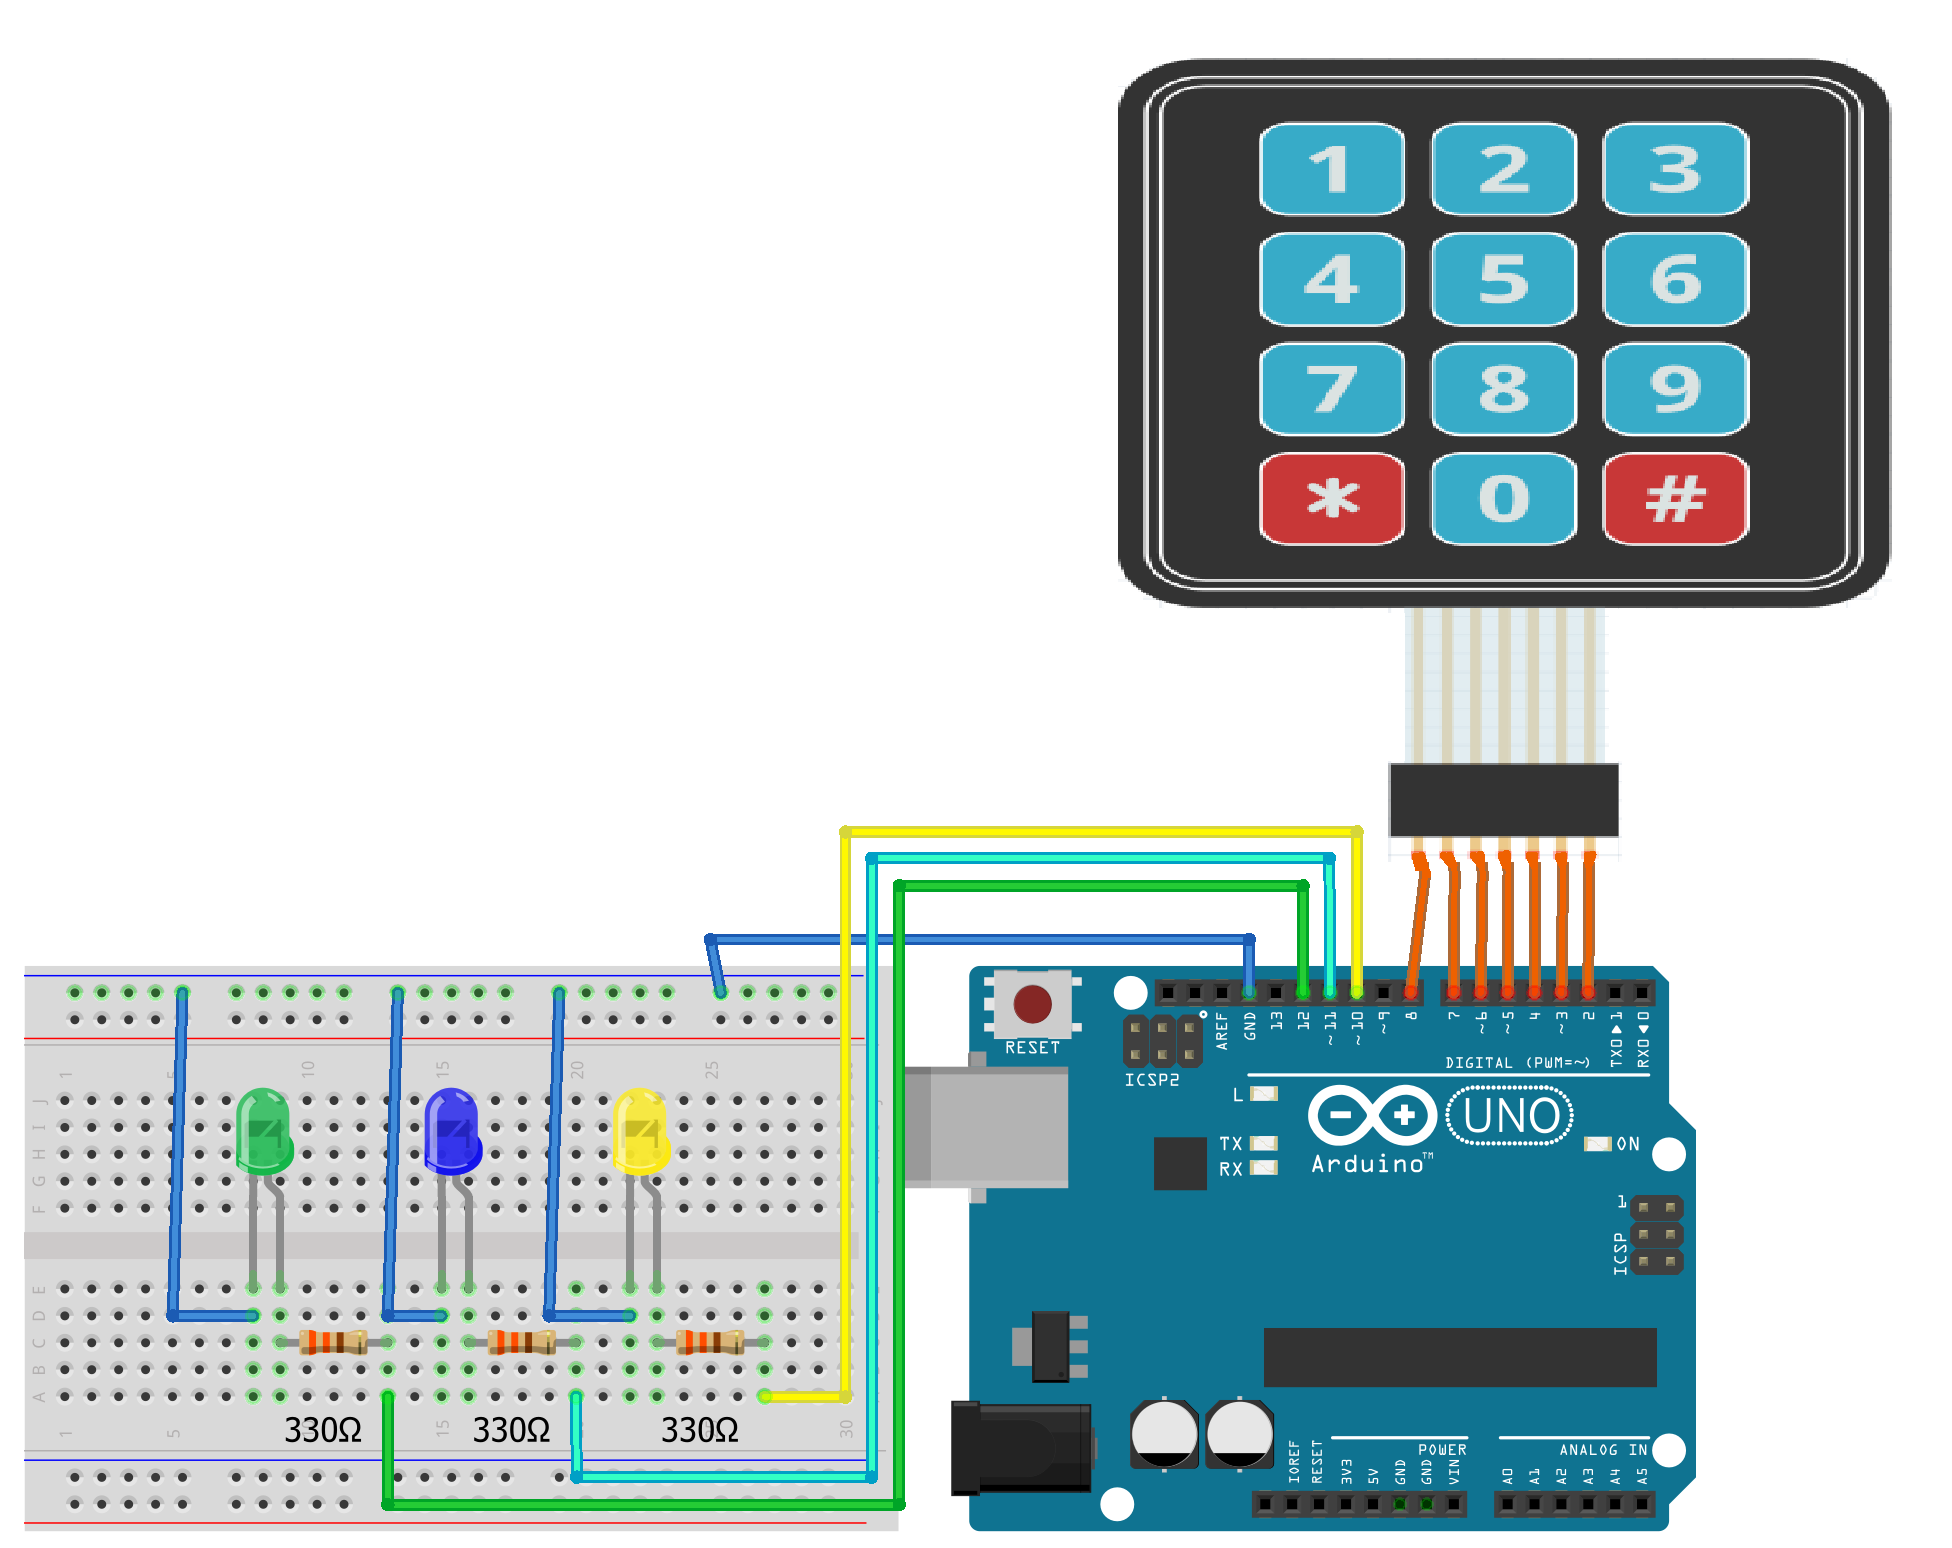 1 2 3
4 5 6
7 8 9
* 0 #
RESET
ICSP2
AREF
GND
13
12
~11
~10
~9
8
7
~6
~5
4
~3
2
TX0▶1
RX0◀0
DIGITAL (PWM=~)
L
TX
RX
UNO
Arduino™
ON
1
ICSP
1 5 10 15 20 25
J
I
H
G
F
E
D
C
B
A
330Ω 330Ω 330Ω
1 5 15 30
IOREF
RESET
3V3
5V
GND
GND
VIN
POWER
ANALOG IN
A0
A1
A2
A3
A4
A5